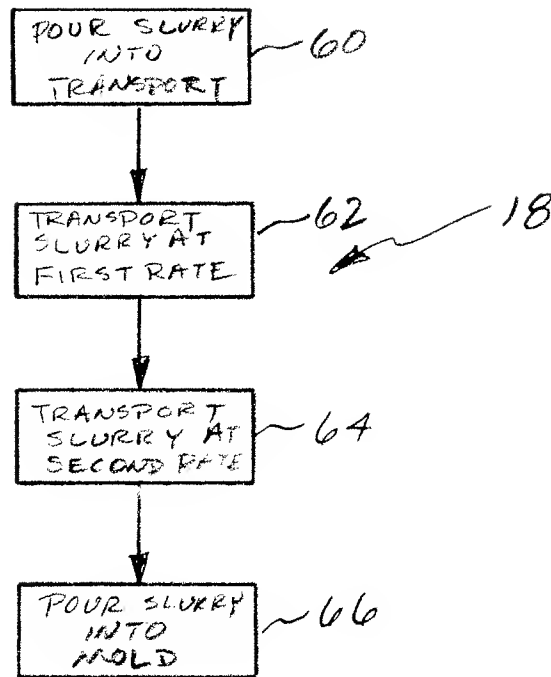 POUR SLURRY
INTO
TRANSPORT
60
TRANSPORT
SLURRY AT
FIRST RATE
62
18
TRANSPORT
SLURRY AT
SECOND RATE
64
POUR SLURRY
INTO
MOLD
66